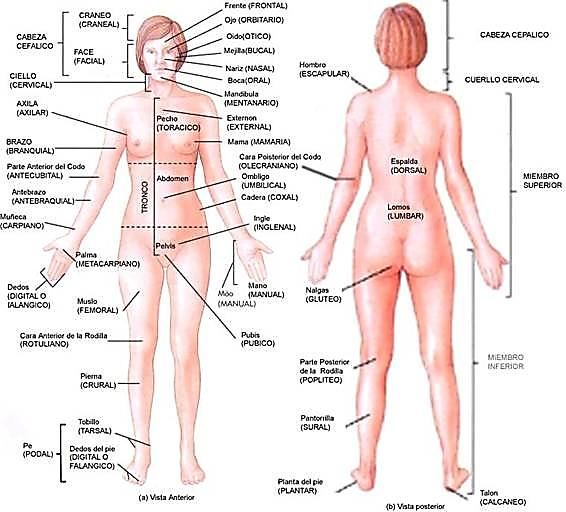 CABEZA
CEFALICO
CRANEO
(CRANEAL)
FACE
(FACIAL)
CIELLO
(CERVICAL)
AXILA
(AXILAR)
BRAZO
(BRANQUIAL)
Parte Anterior del Codo
(ANTECUBITAL)
Antebrazo
(ANTEBRAQUIAL)
Muñeca
(CARPIANO)
Palma
(METACARPIANO)
Dedos
(DIGITAL O
IALANGICO)
Muslo
(FEMORAL)
Cara Anterior de la Rodilla
(ROTULIANO)
Pierna
(CRURAL)
Tobillo
(TARSAL)
Pe
(PODAL)
Dedos del pie
(DIGITAL O
FALANGICO)
Frente (FRONTAL)
Ojo (ORBITARIO)
Oido(OTICO)
Mejilla(BUCAL)
Nariz (NASAL)
Boca(ORAL)
Mandibula
(MENTANARIO)
Externon
(EXTERNAL)
Mama (MAMARIA)
Cara Poisterior del Codo
(OLECRANIANO)
Ombligo
(UMBILICAL)
Cadera (COXAL)
Ingle
(INGLENAL)
Mano
(MANUAL)
Moo
(MANUAL)
Pubis
(PUBICO)
Pecho
(TORACICO)
TRONCO
Abdomen
Pelvis
(a) Vista Anterior
CABEZA CEPALICO
CUERLLO CERVICAL
Hombro
(ESCAPULAR)
Espalda
(DORSAL)
Lomos
(LUMBAR)
MIEMBRO
SUPERIOR
Nalgas
(GLUTEO)
MIEMBRO
INFERIOR
Parte Posterior
de la Rodilla
(POPLITEO)
Pantorrilla
(SURAL)
Planta del pie
(PLANTAR)
Talon
(CALCANEO)
(b) Vista posterior